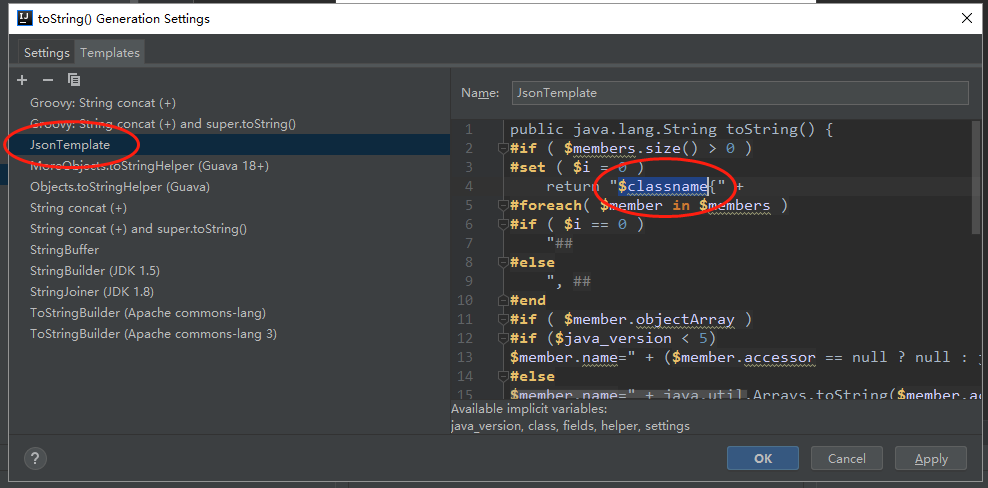 toString() Generation Settings
Settings
Templates
Groovy: String concat (+)
Groovy: String concat (+) and super.toString()
JsonTemplate
MoreObjects.toStringHelper (Guava 18+)
Objects.toStringHelper (Guava)
String concat (+)
String concat (+) and super.toString()
StringBuffer
StringBuilder (JDK 1.5)
StringJoiner (JDK 1.8)
ToStringBuilder (Apache commons-lang)
ToStringBuilder (Apache commons-lang 3)
Name:
JsonTemplate
1 public java.lang.String toString() {
2 #if ( $members.size() > 0 )
3 #set ( $i = 0 )
4 return "$classname{" +
5 #foreach( $member in $members )
6 #if ( $i == 0 )
7 "##
8 #else
9 ", ##
10 #end
11 #if ( $member.objectArray )
12 #if ($java_version < 5)
13 $member.name=" + ($member.accessor == null ? null :
14 #else
15 $member.name=" + java.util.Arrays.toString($member.ac
Available implicit variables:
java_version, class, fields, helper, settings
?
OK
Cancel
Apply